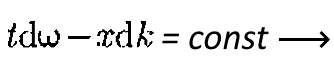 tdω − xdk = const ⟶